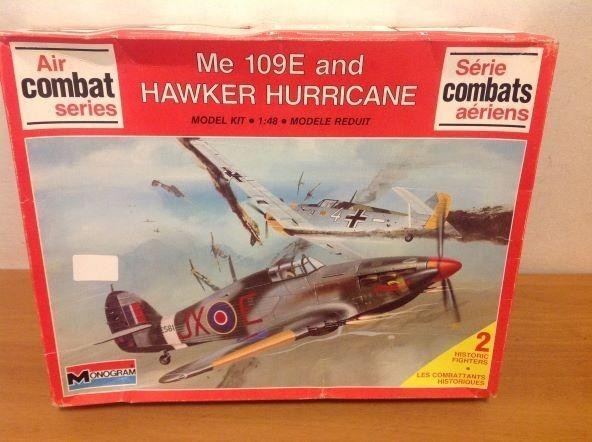 Air
combat
series
Me 109E and
HAWKER HURRICANE
MODEL KIT • 1:48 • MODELE REDUIT
Série
combats
aériens
4
JX E
2
HISTORIC
FIGHTERS
•
LES COMBATTANTS
HISTORIQUES
MONOGRAM